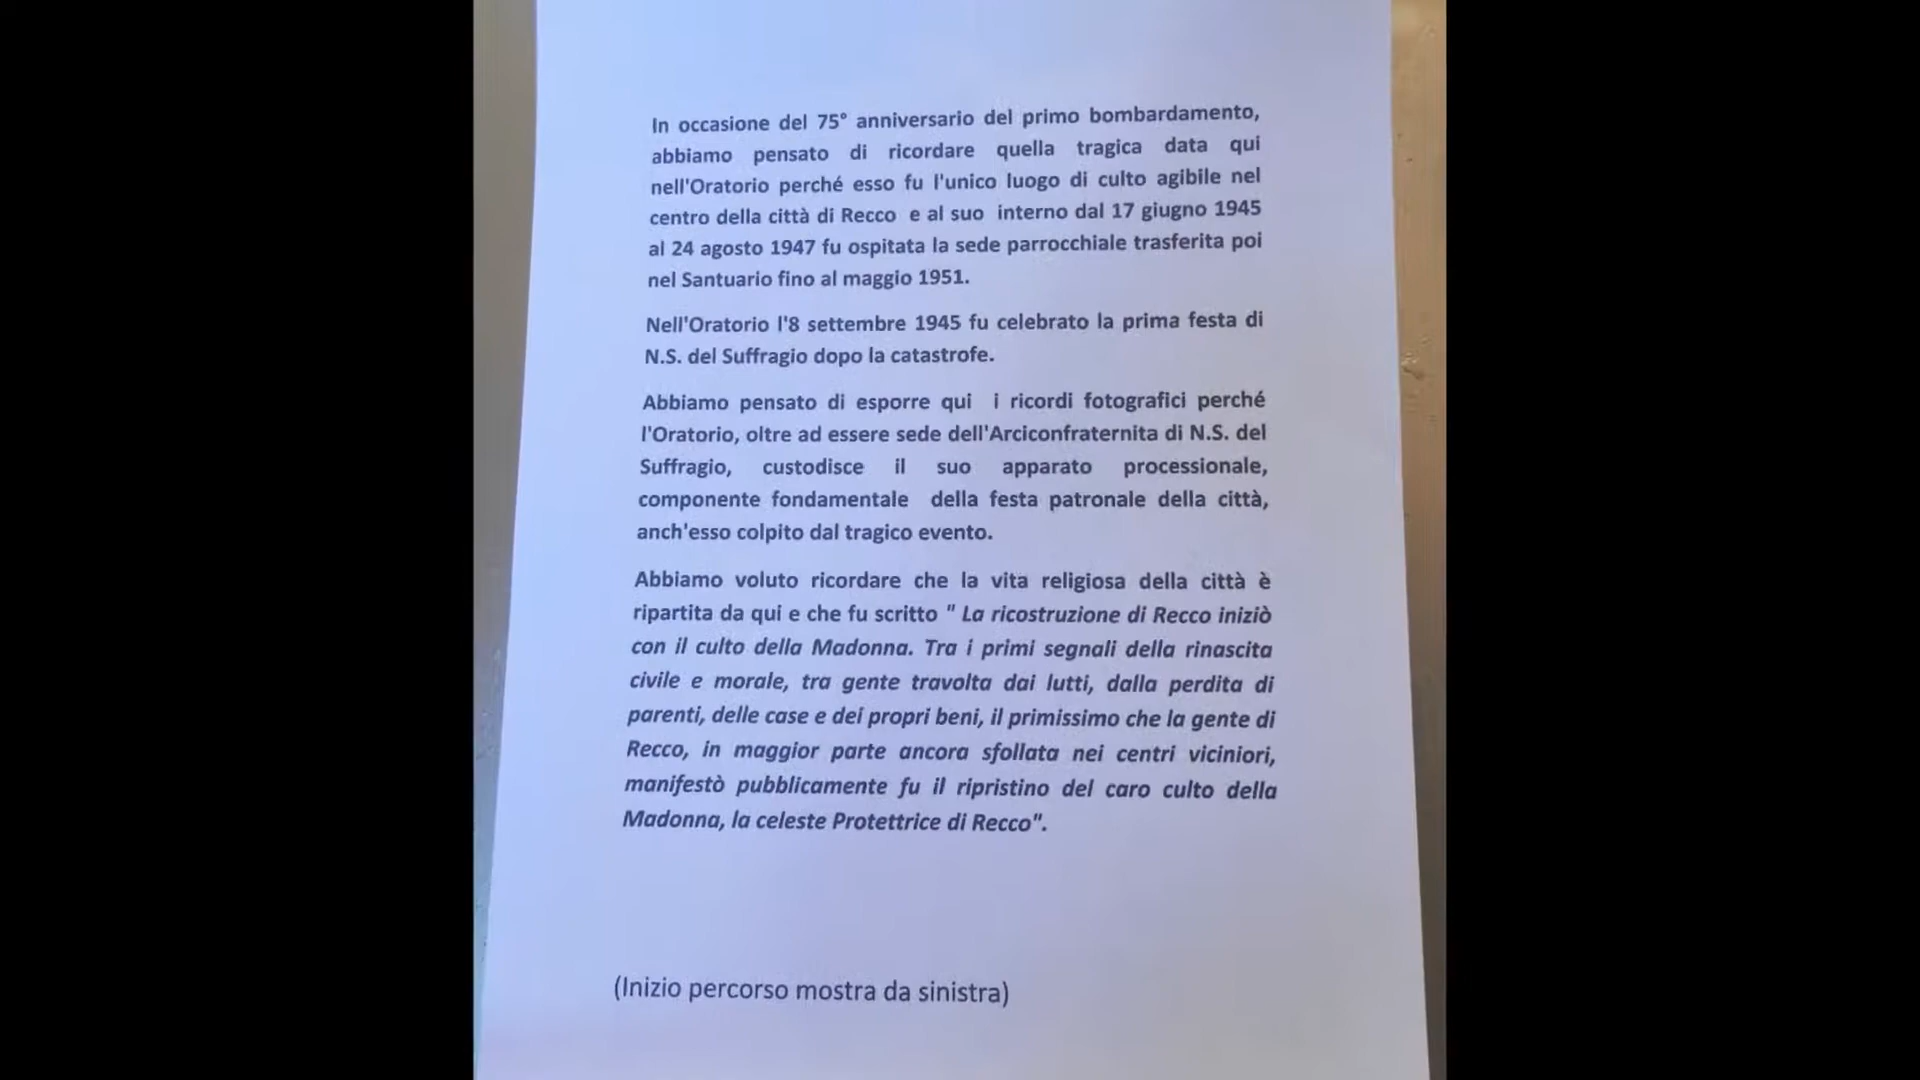 In occasione del 75° anniversario del primo bombardamento,
abbiamo pensato di ricordare quella tragica data qui
nell'Oratorio perché esso fu l'unico luogo di culto agibile nel
centro della città di Recco e al suo interno dal 17 giugno 1945
al 24 agosto 1947 fu ospitata la sede parrocchiale trasferita poi
nel Santuario fino al maggio 1951.
Nell'Oratorio l'8 settembre 1945 fu celebrato la prima festa di
N.S. del Suffragio dopo la catastrofe.
Abbiamo pensato di esporre qui i ricordi fotografici perché
l'Oratorio, oltre ad essere sede dell'Arciconfraternita di N.S. del
Suffragio, custodisce il suo apparato processionale,
componente fondamentale della festa patronale della città,
anch'esso colpito dal tragico evento.
Abbiamo voluto ricordare che la vita religiosa della città è
ripartita da qui e che fu scritto " La ricostruzione di Recco iniziò
con il culto della Madonna. Tra i primi segnali della rinascita
civile e morale, tra gente travolta dai lutti, dalla perdita di
parenti, delle case e dei propri beni, il primissimo che la gente di
Recco, in maggior parte ancora sfollata nei centri viciniori,
manifestò pubblicamente fu il ripristino del caro culto della
Madonna, la celeste Protettrice di Recco".
(Inizio percorso mostra da sinistra)